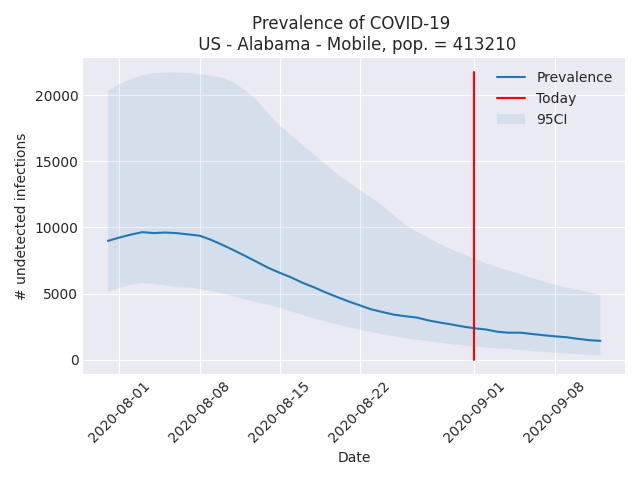 Prevalence of COVID-19
US - Alabama - Mobile, pop. = 413210
Prevalence
Today
95CI
20000
15000
10000
5000
0
# undetected infections
2020-08-01
2020-08-08
2020-08-15
2020-08-22
2020-09-01
2020-09-08
Date